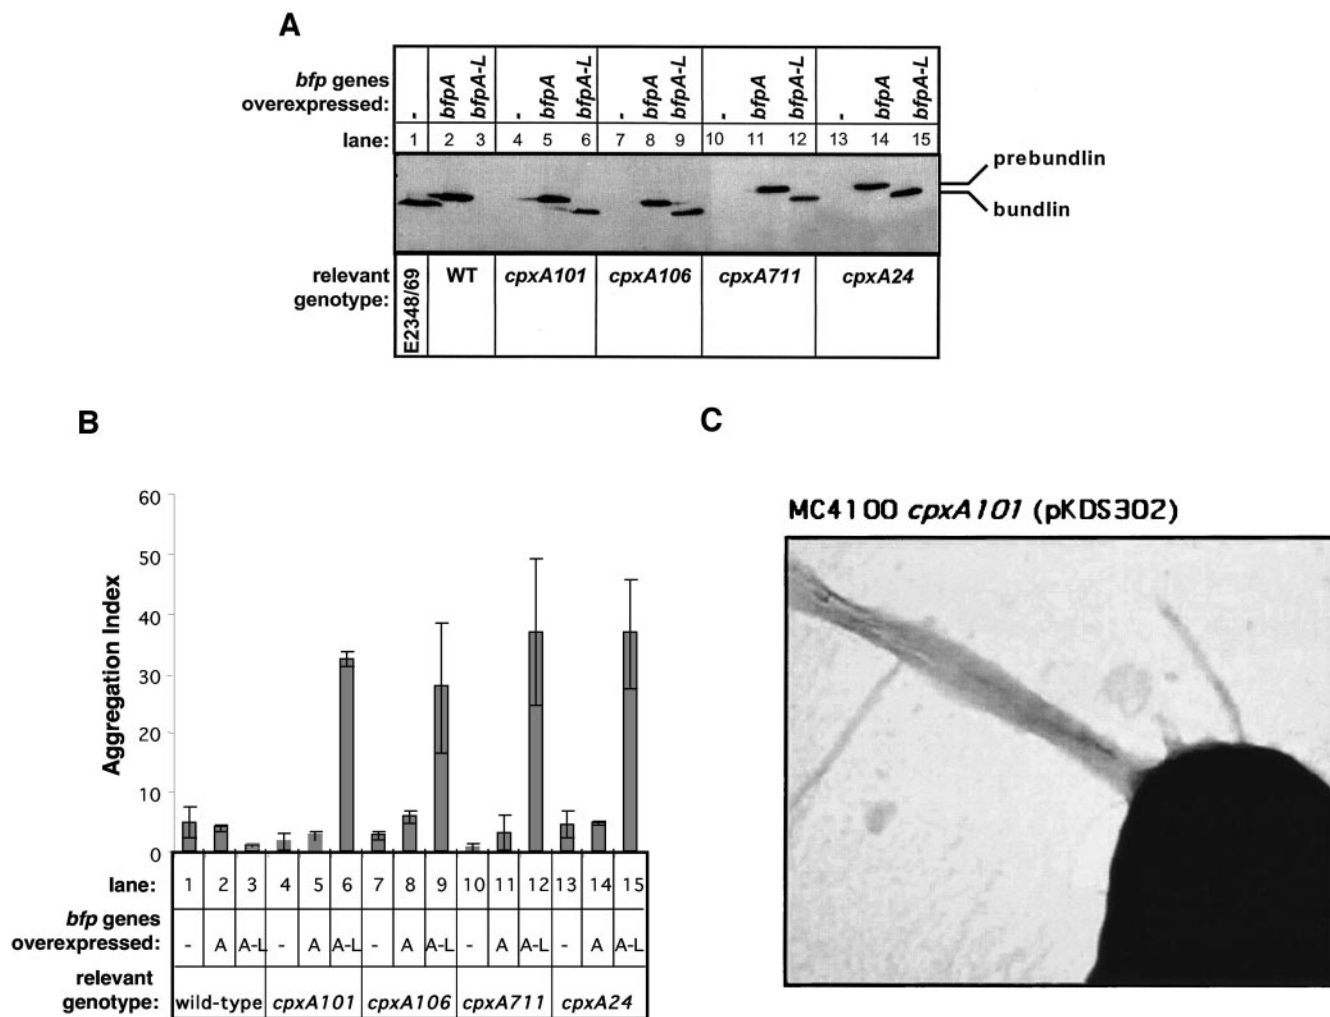 A
bfp genes overexpressed: - bfpA bfpA-L - bfpA bfpA-L - bfpA bfpA-L - bfpA bfpA-L - bfpA bfpA-L
lane: 1 2 3 4 5 6 7 8 9 10 11 12 13 14 15
prebundlin
bundlin
relevant genotype: E2348/69 WT cpxA101 cpxA106 cpxA711 cpxA24
B
Aggregation Index
60
50
40
30
20
10
0
lane: 1 2 3 4 5 6 7 8 9 10 11 12 13 14 15
bfp genes
overexpressed: - A A-L - A A-L - A A-L - A A-L - A A-L
relevant
genotype: wild-type cpxA101 cpxA106 cpxA711 cpxA24
C
MC4100 cpxA101 (pKDS302)